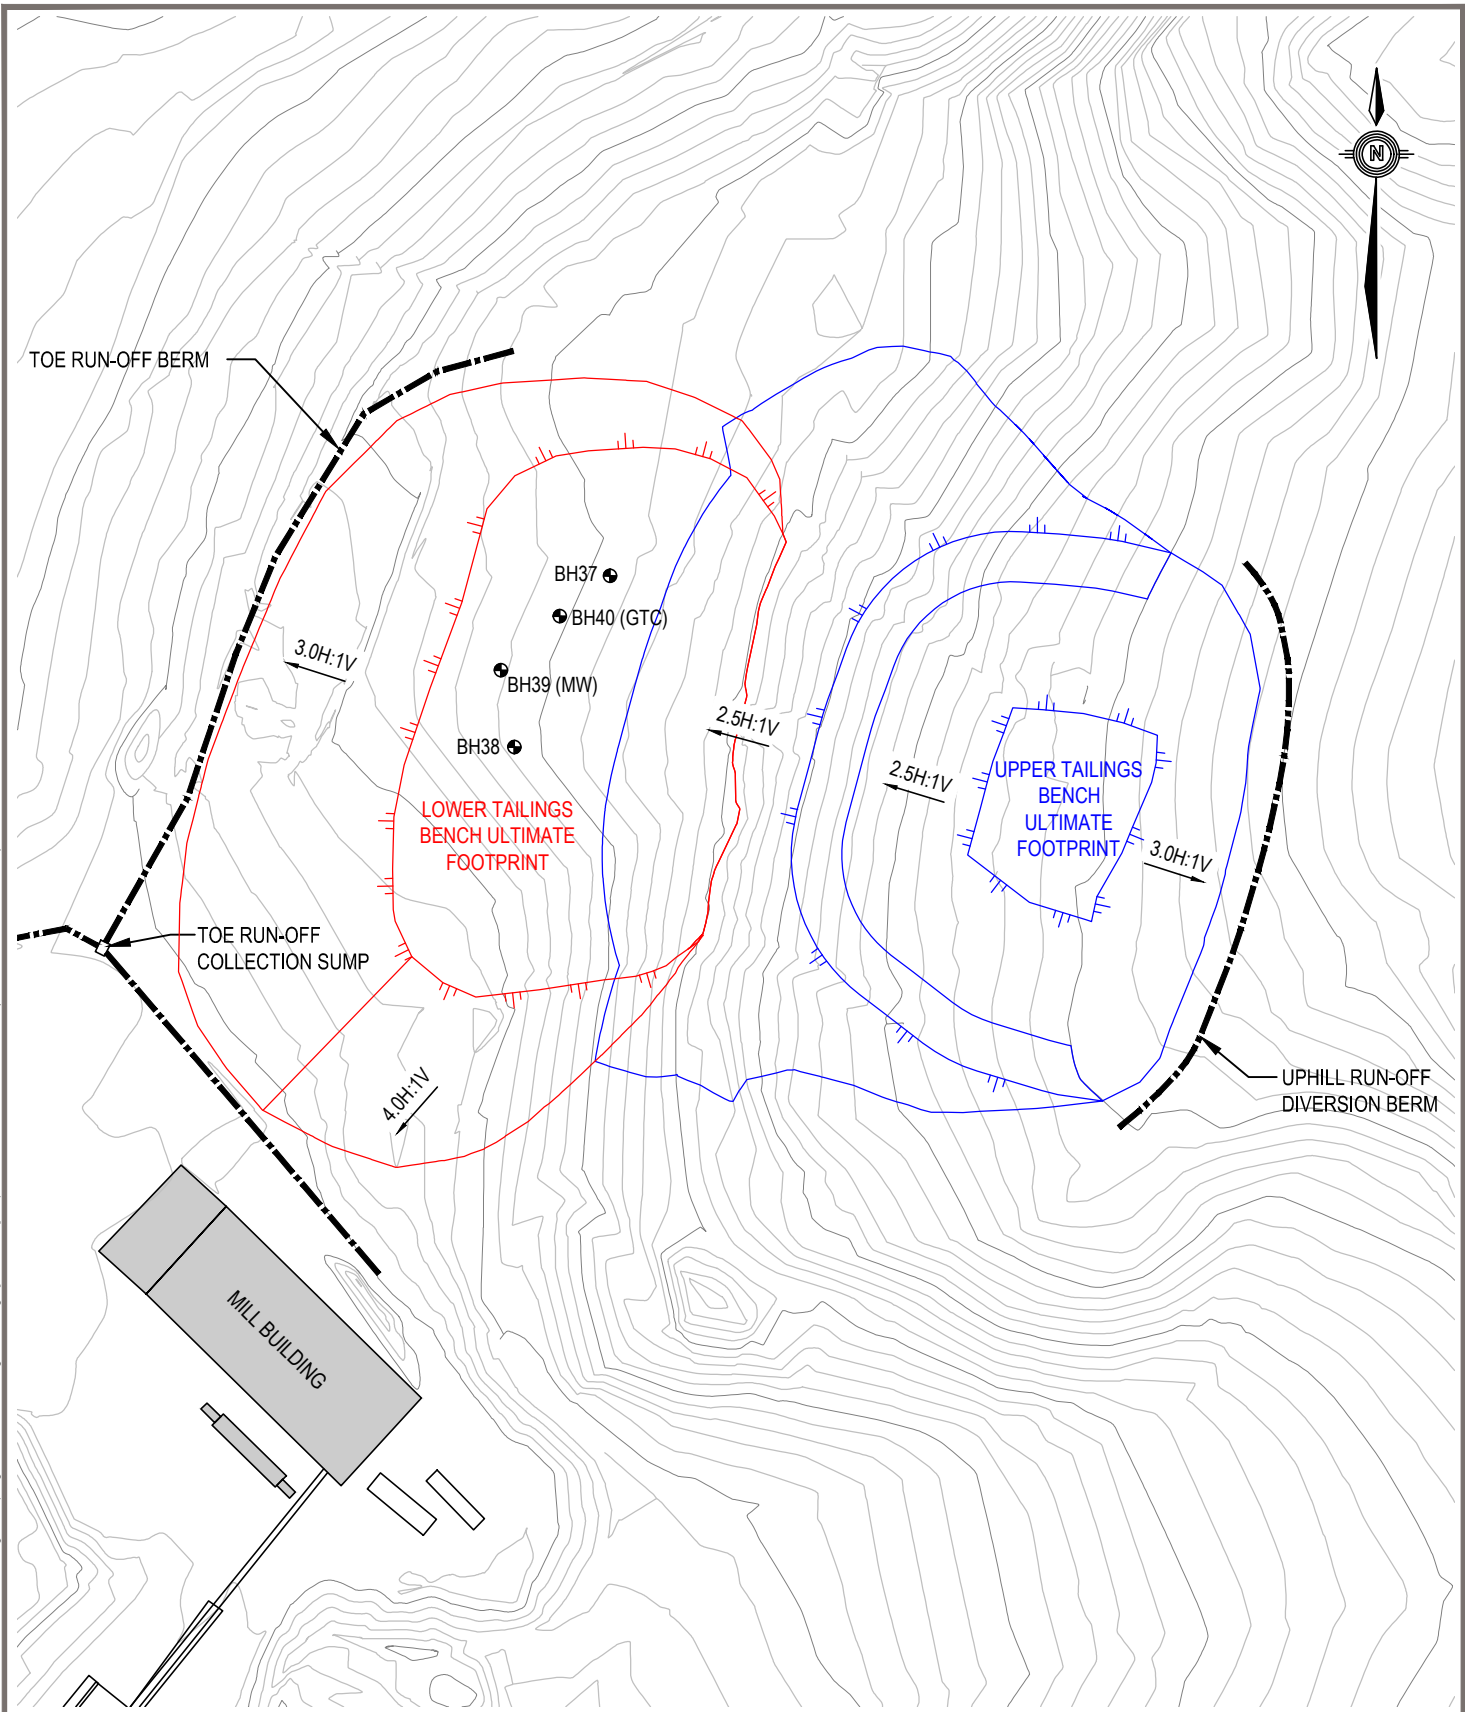 N
TOE RUN-OFF BERM
BH37
BH40 (GTC)
3.0H:1V
BH39 (MW)
2.5H:1V
BH38
2.5H:1V
UPPER TAILINGS
BENCH
ULTIMATE
FOOTPRINT
LOWER TAILINGS
BENCH ULTIMATE
FOOTPRINT
3.0H:1V
TOE RUN-OFF
COLLECTION SUMP
4.0H:1V
UPHILL RUN-OFF
DIVERSION BERM
MILL BUILDING